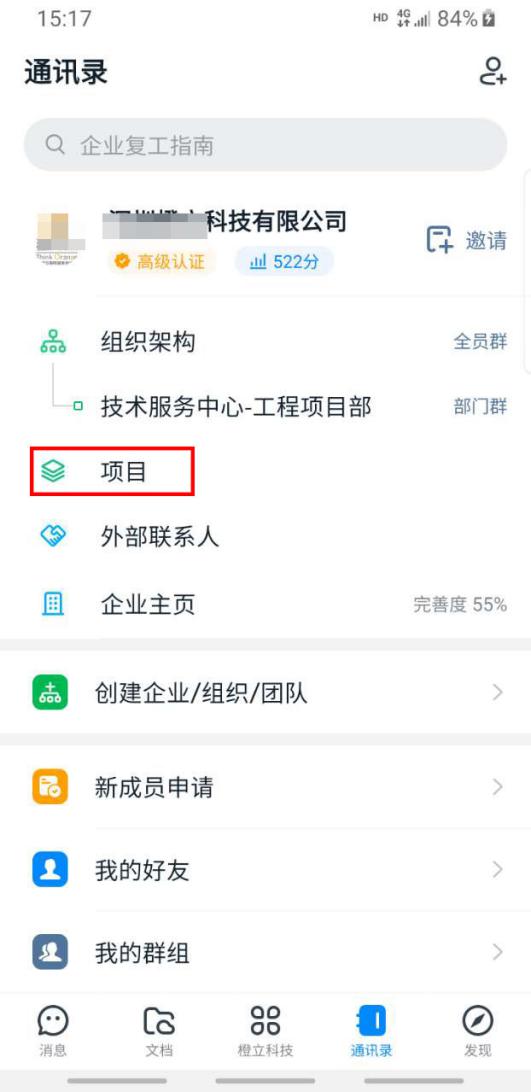 15:17
HD 4G 84%
通讯录
企业复工指南
科技有限公司
高级认证
522分
邀请
组织架构
全员群
技术服务中心-工程项目部
部门群
项目
外部联系人
企业主页
完善度 55%
创建企业/组织/团队
新成员申请
我的好友
我的群组
消息
文档
橙立科技
通讯录
发现